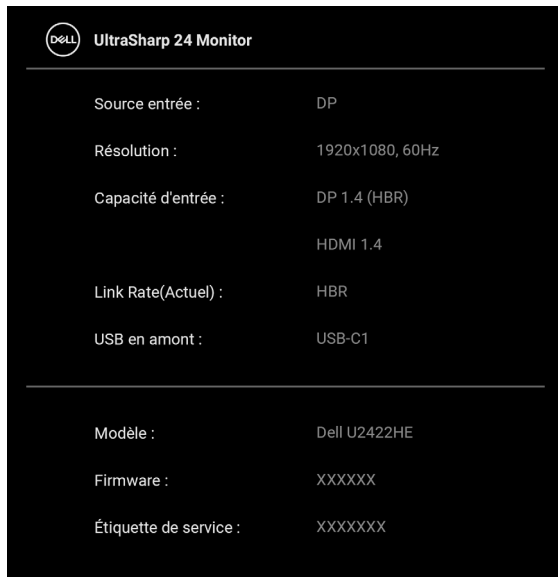 DELL UltraSharp 24 Monitor
Source entrée : DP
Résolution : 1920x1080, 60Hz
Capacité d'entrée : DP 1.4 (HBR)
HDMI 1.4
Link Rate(Actuel) : HBR
USB en amont : USB-C1
Modèle : Dell U2422HE
Firmware : XXXXXX
Étiquette de service : XXXXXXX